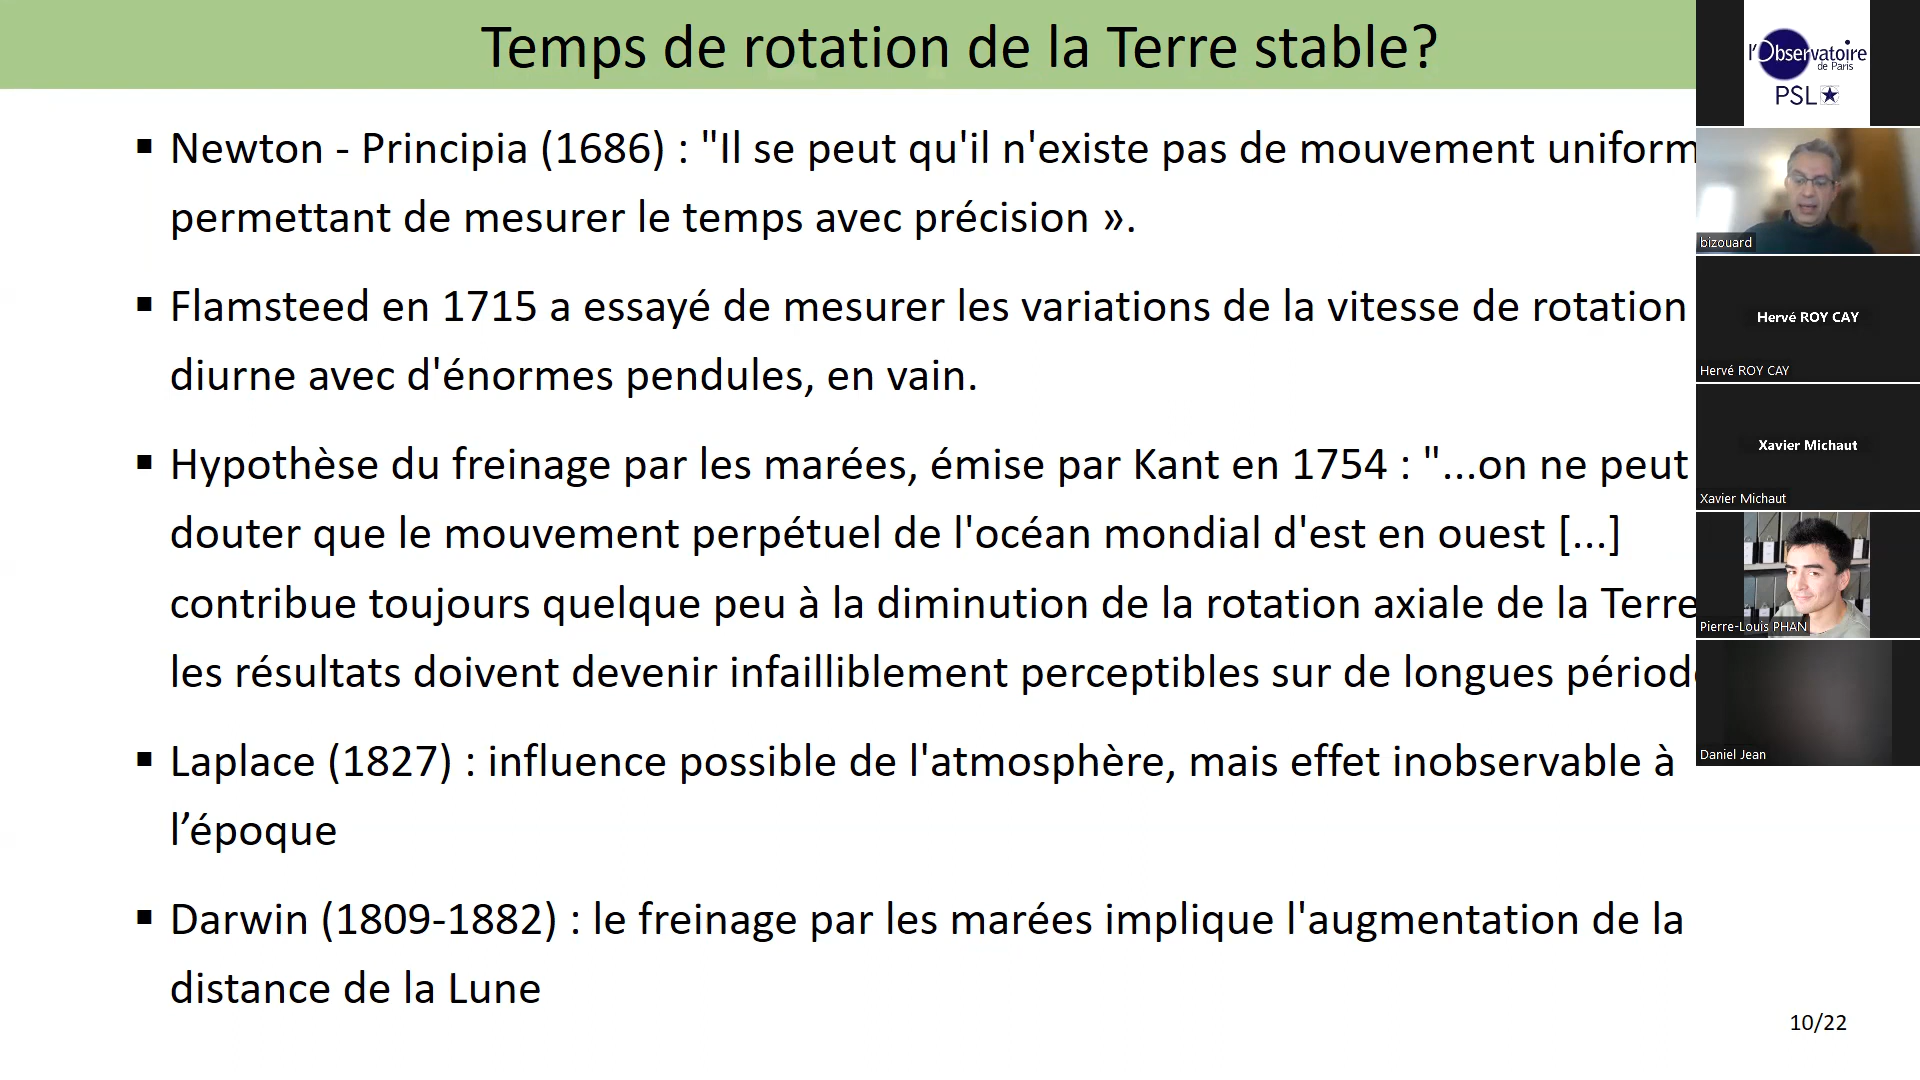 Temps de rotation de la Terre stable?
▪ Newton - Principia (1686) : "Il se peut qu'il n'existe pas de mouvement uniform
permettant de mesurer le temps avec précision ».
▪ Flamsteed en 1715 a essayé de mesurer les variations de la vitesse de rotation
diurne avec d'énormes pendules, en vain.
▪ Hypothèse du freinage par les marées, émise par Kant en 1754 : "...on ne peut
douter que le mouvement perpétuel de l'océan mondial d'est en ouest [...]
contribue toujours quelque peu à la diminution de la rotation axiale de la Terre
les résultats doivent devenir infailliblement perceptibles sur de longues périod
▪ Laplace (1827) : influence possible de l'atmosphère, mais effet inobservable à
l’époque
▪ Darwin (1809-1882) : le freinage par les marées implique l'augmentation de la
distance de la Lune
10/22
l'Observatoire
de Paris
PSL
bizouard
Hervé ROY CAY
Hervé ROY CAY
Xavier Michaut
Xavier Michaut
Pierre-Louis PHAN
Daniel Jean